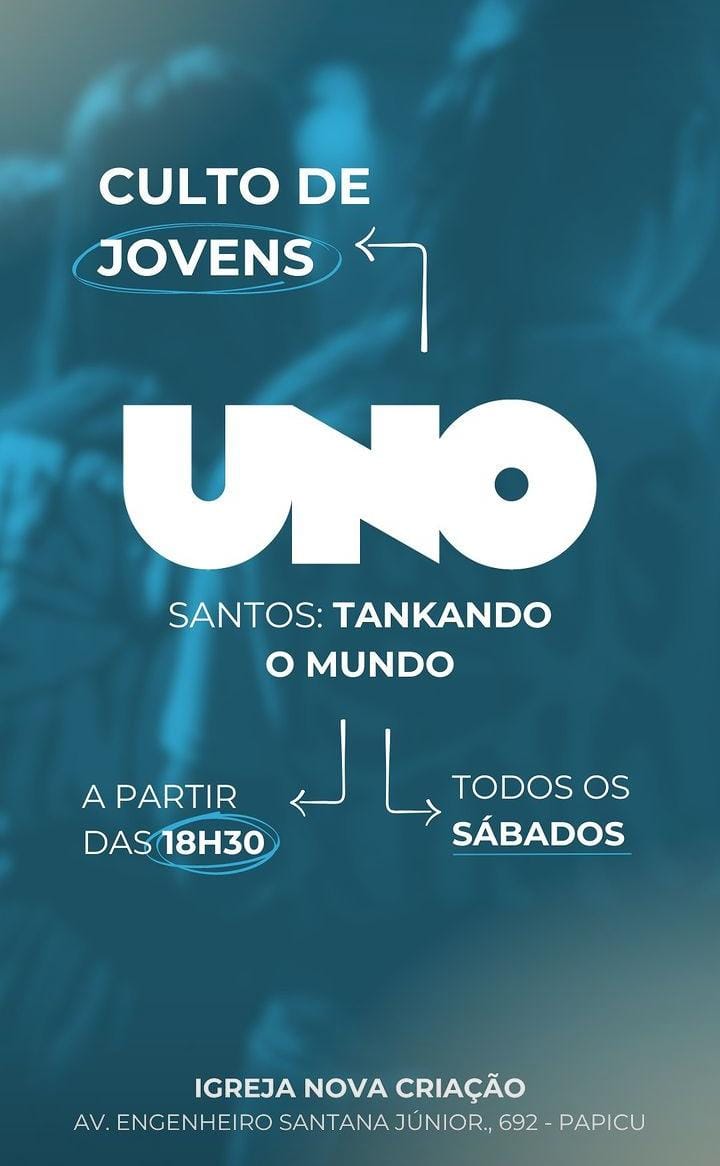 CULTO DE
JOVENS
UNO
SANTOS: TANKANDO
O MUNDO
A PARTIR
DAS 18H30
TODOS OS
SÁBADOS
IGREJA NOVA CRIAÇÃO
AV. ENGENHEIRO SANTANA JÚNIOR., 692 - PAPICU